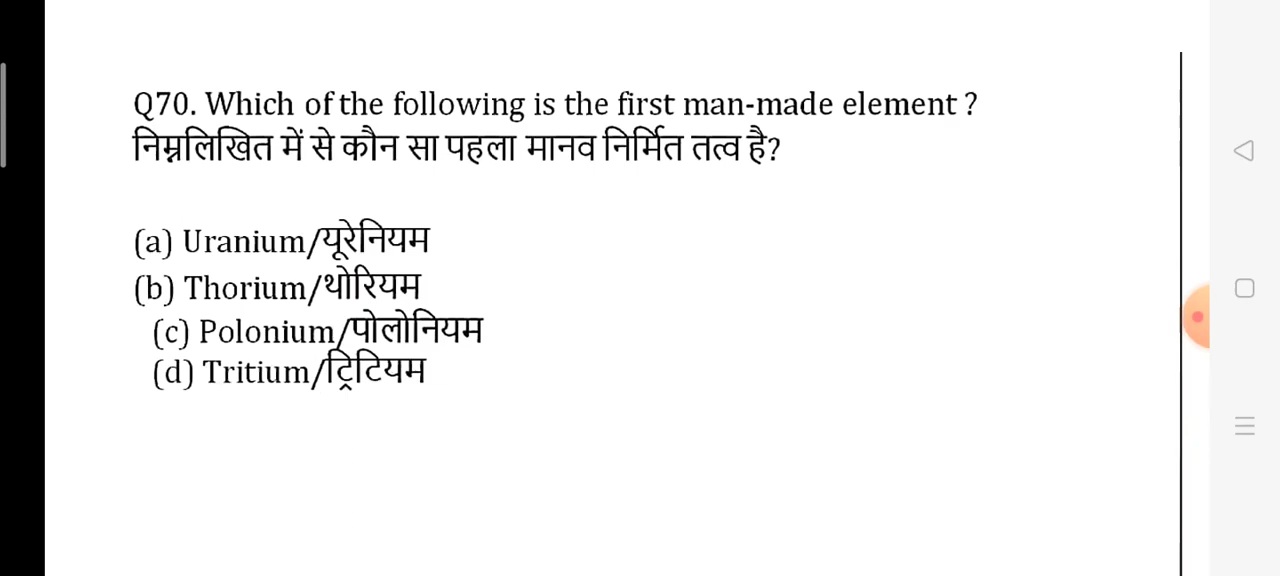 Q70. Which of the following is the first man-made element ?
निम्नलिखित में से कौन सा पहला मानव निर्मित तत्व है?
(a) Uranium/यूरेनियम
(b) Thorium/थोरियम
(c) Polonium/पोलोनियम
(d) Tritium/ट्रिटियम